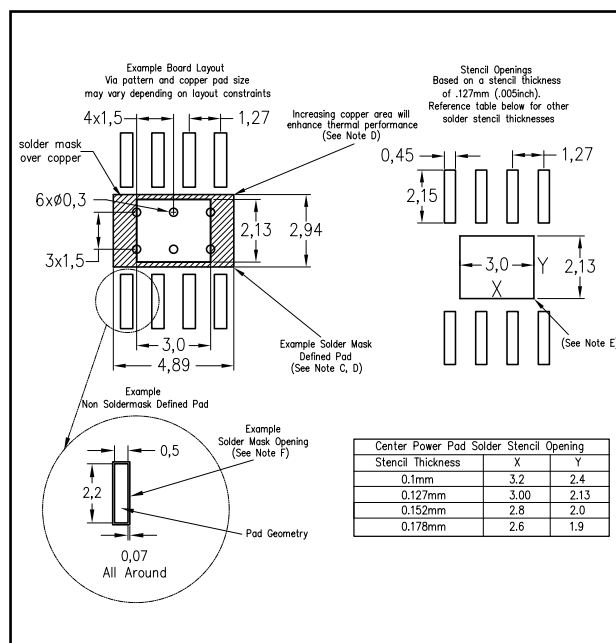 Example Board Layout
Via pattern and copper pad size
may vary depending on layout constraints
4x1,5
1,27
Increasing copper area will
enhance thermal performance
(See Note D)
solder mask
over copper
6xø0,3
2,13
2,94
3x1,5
3,0
4,89
Example Solder Mask
Defined Pad
(See Note C, D)
Stencil Openings
Based on a stencil thickness
of .127mm (.005inch).
Reference table below for other
solder stencil thicknesses
0,45
1,27
2,15
3,0
Y
2,13
X
(See Note E)
Example
Non Soldermask Defined Pad
0,5
Example
Solder Mask Opening
(See Note F)
2,2
Pad Geometry
0,07
All Around
Center Power Pad Solder Stencil Opening
Stencil Thickness X Y
0.1mm 3.2 2.4
0.127mm 3.00 2.13
0.152mm 2.8 2.0
0.178mm 2.6 1.9